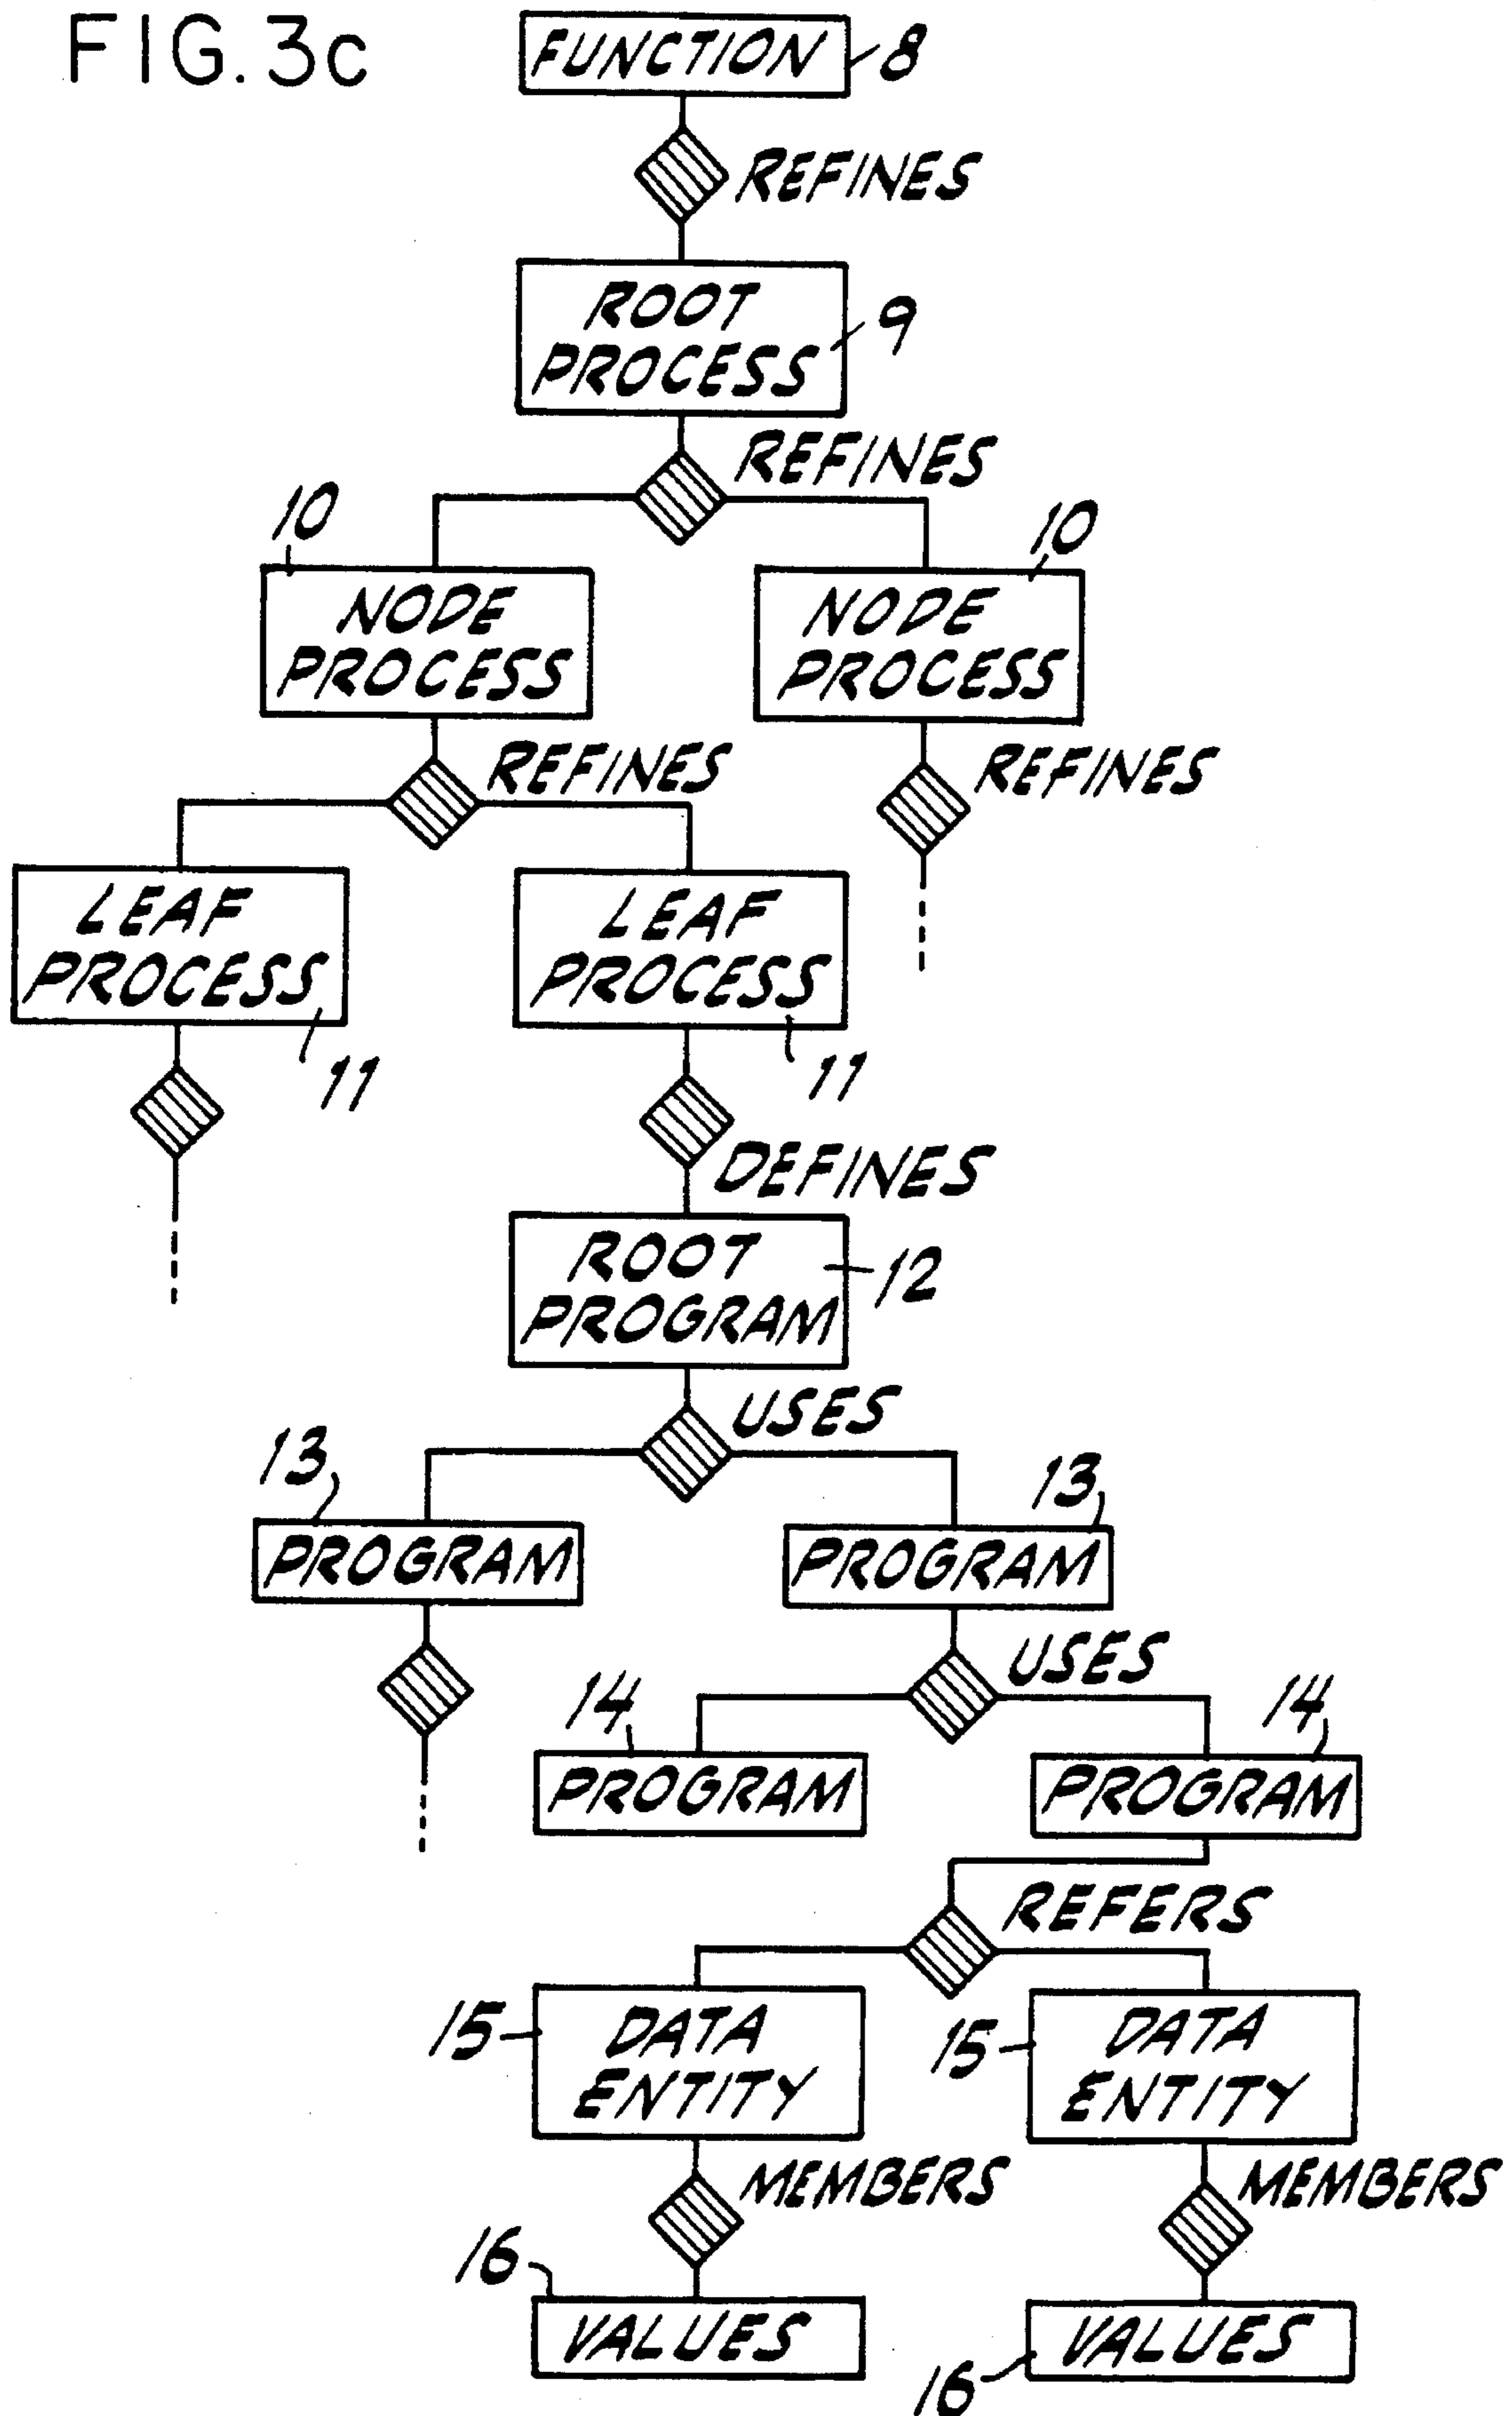 FIG. 3c
FUNCTION
8
REFINES
ROOT
PROCESS
9
REFINES
10
10
NODE
PROCESS
NODE
PROCESS
REFINES
REFINES
LEAF
PROCESS
LEAF
PROCESS
11
11
DEFINES
ROOT
PROGRAM
12
USES
13
13
PROGRAM
PROGRAM
USES
14
14
PROGRAM
PROGRAM
REFERS
15
DATA
ENTITY
15
DATA
ENTITY
MEMBERS
MEMBERS
16
VALUES
VALUES
16